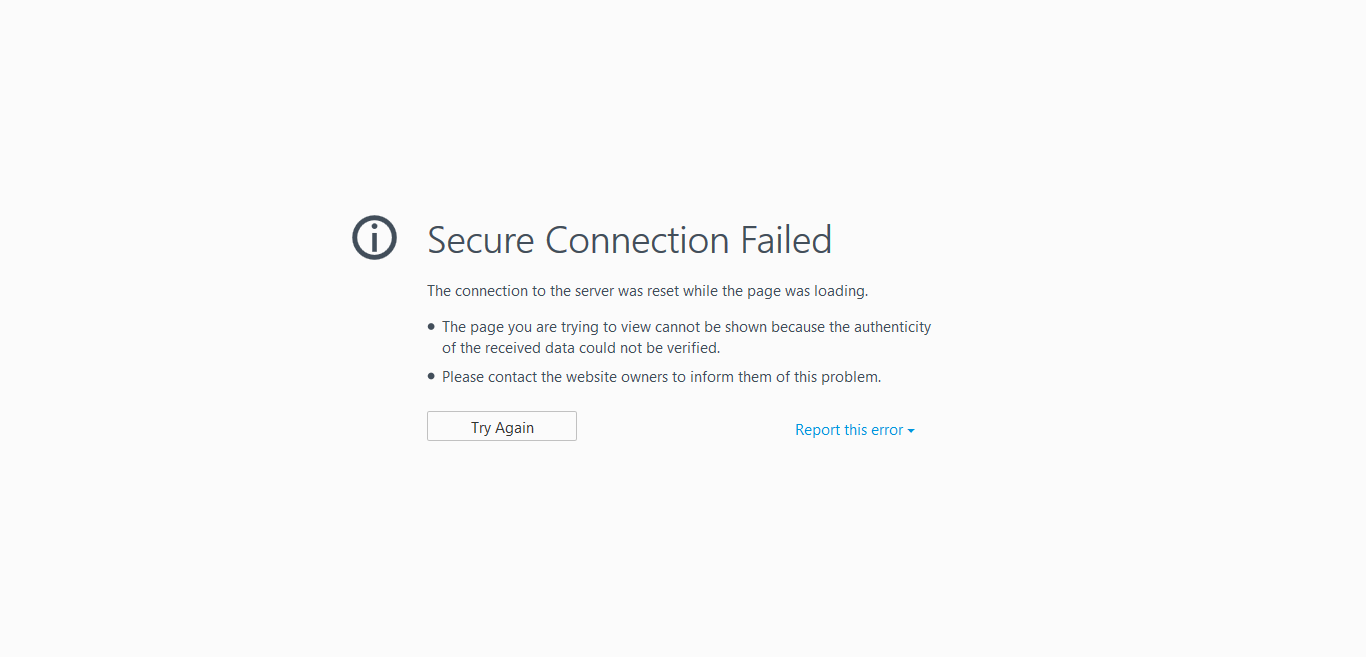 Secure Connection Failed
The connection to the server was reset while the page was loading.
The page you are trying to view cannot be shown because the authenticity
of the received data could not be verified.
Please contact the website owners to inform them of this problem.
Try Again
Report this error